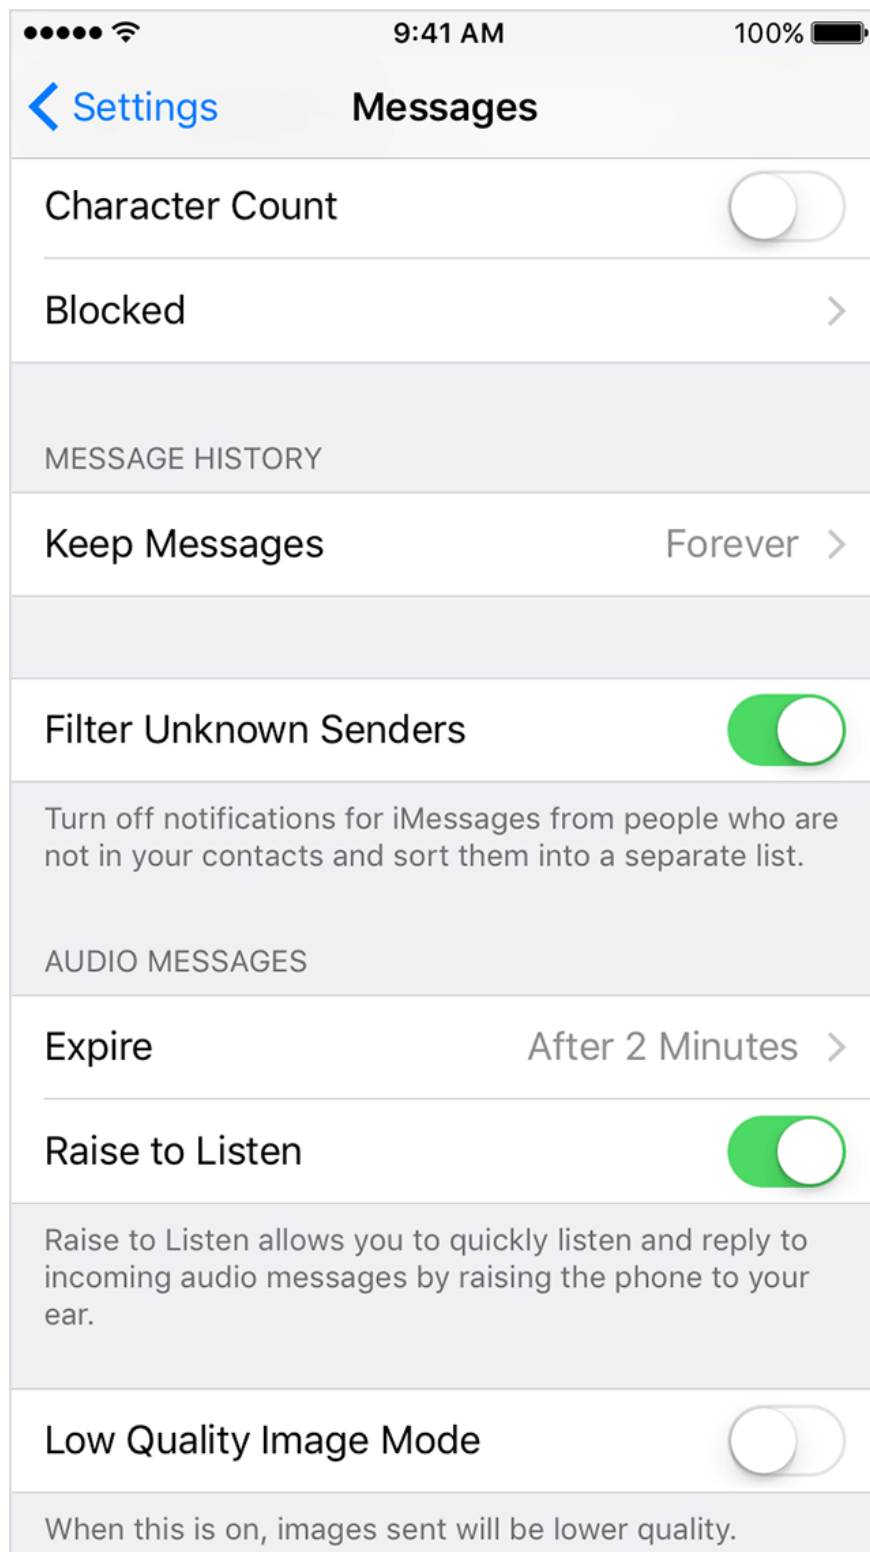 9:41 AM 100%
Settings Messages
Character Count
Blocked
MESSAGE HISTORY
Keep Messages Forever
Filter Unknown Senders
Turn off notifications for iMessages from people who are
not in your contacts and sort them into a separate list.
AUDIO MESSAGES
Expire After 2 Minutes
Raise to Listen
Raise to Listen allows you to quickly listen and reply to
incoming audio messages by raising the phone to your
ear.
Low Quality Image Mode
When this is on, images sent will be lower quality.